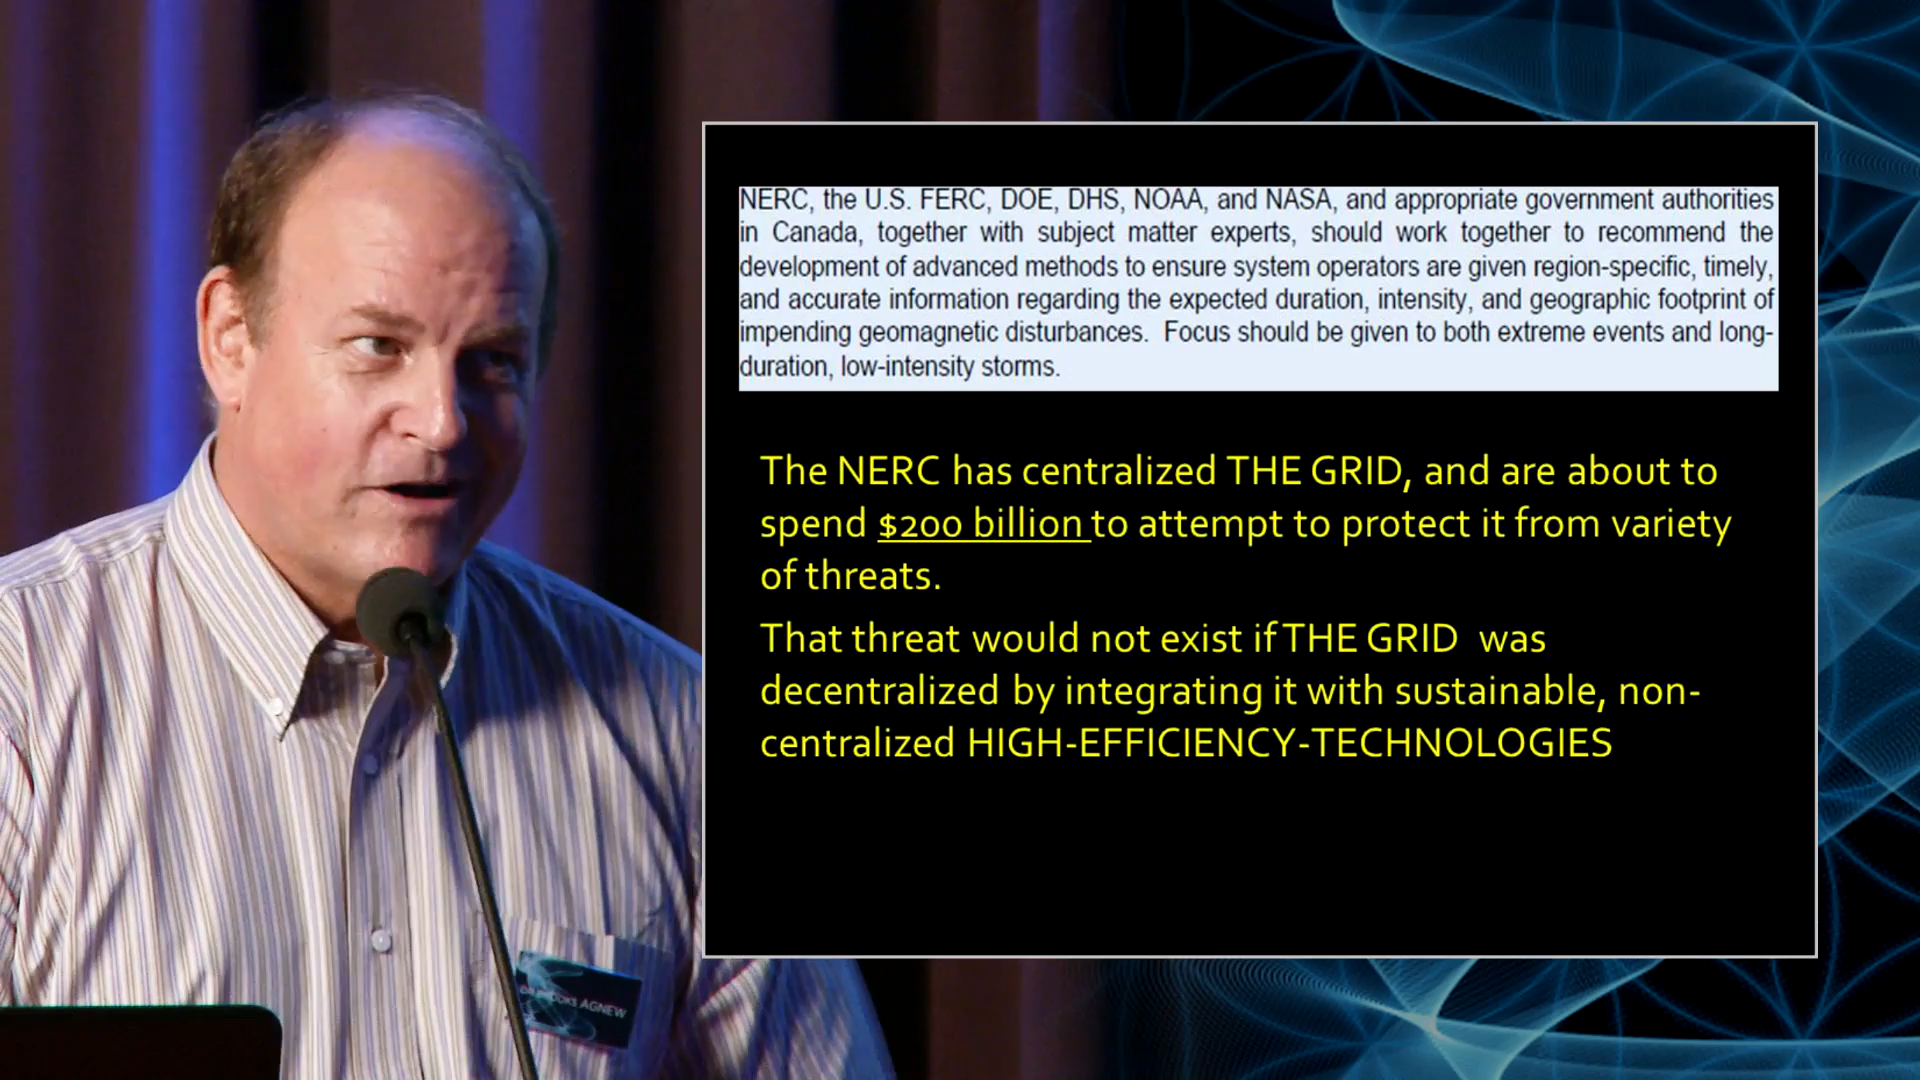 NERC, the U.S. FERC, DOE, DHS, NOAA, and NASA, and appropriate government authorities
in Canada, together with subject matter experts, should work together to recommend the
development of advanced methods to ensure system operators are given region-specific, timely,
and accurate information regarding the expected duration, intensity, and geographic footprint of
impending geomagnetic disturbances. Focus should be given to both extreme events and long-
duration, low-intensity storms.
The NERC has centralized THE GRID, and are about to
spend $200 billion to attempt to protect it from variety
of threats.
That threat would not exist if THE GRID was
decentralized by integrating it with sustainable, non-
centralized HIGH-EFFICIENCY-TECHNOLOGIES
AGNEW